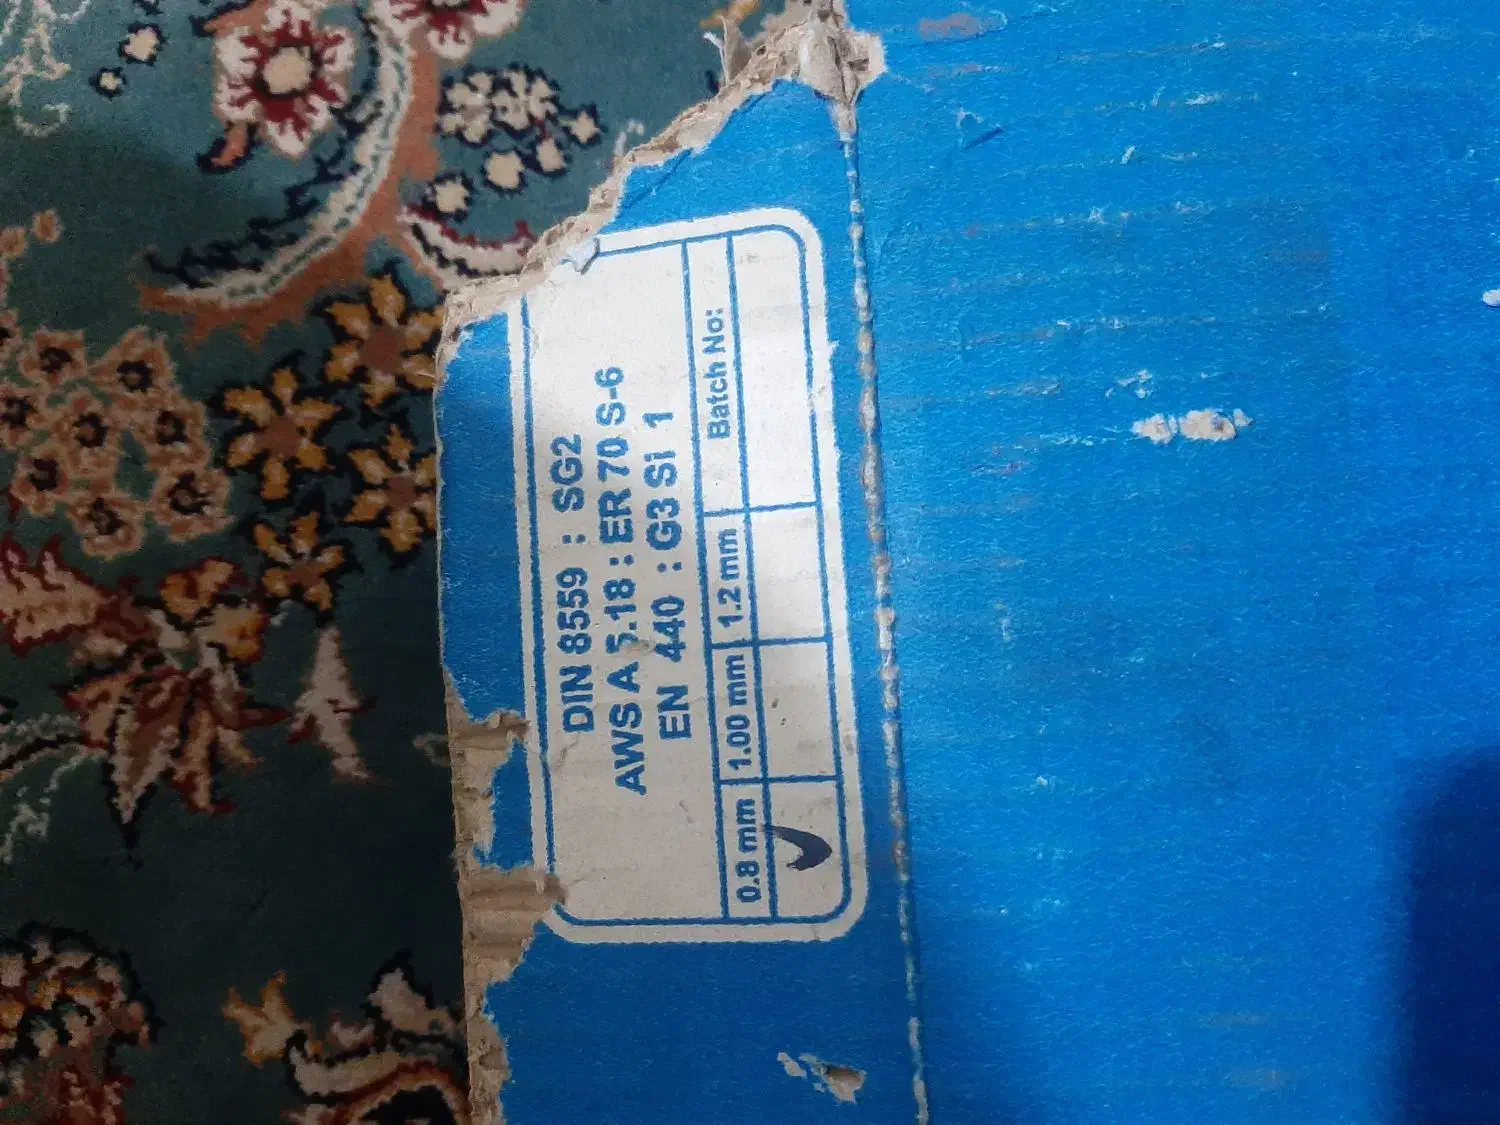 DIN 8559 : SG2
AWS A 5.18 : ER 70 S-6
EN 440 : G3 Si 1
0.8 mm 1.00 mm 1.2 mm Batch No: